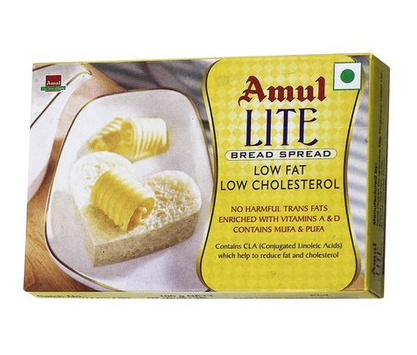 Amul
Amul
LITE
BREAD SPREAD
LOW FAT
LOW CHOLESTEROL
NO HARMFUL TRANS FATS
ENRICHED WITH VITAMINS A & D
CONTAINS MUFA & PUFA
Contains CLA (Conjugated Linoleic Acids)
which help to reduce fat and cholesterol